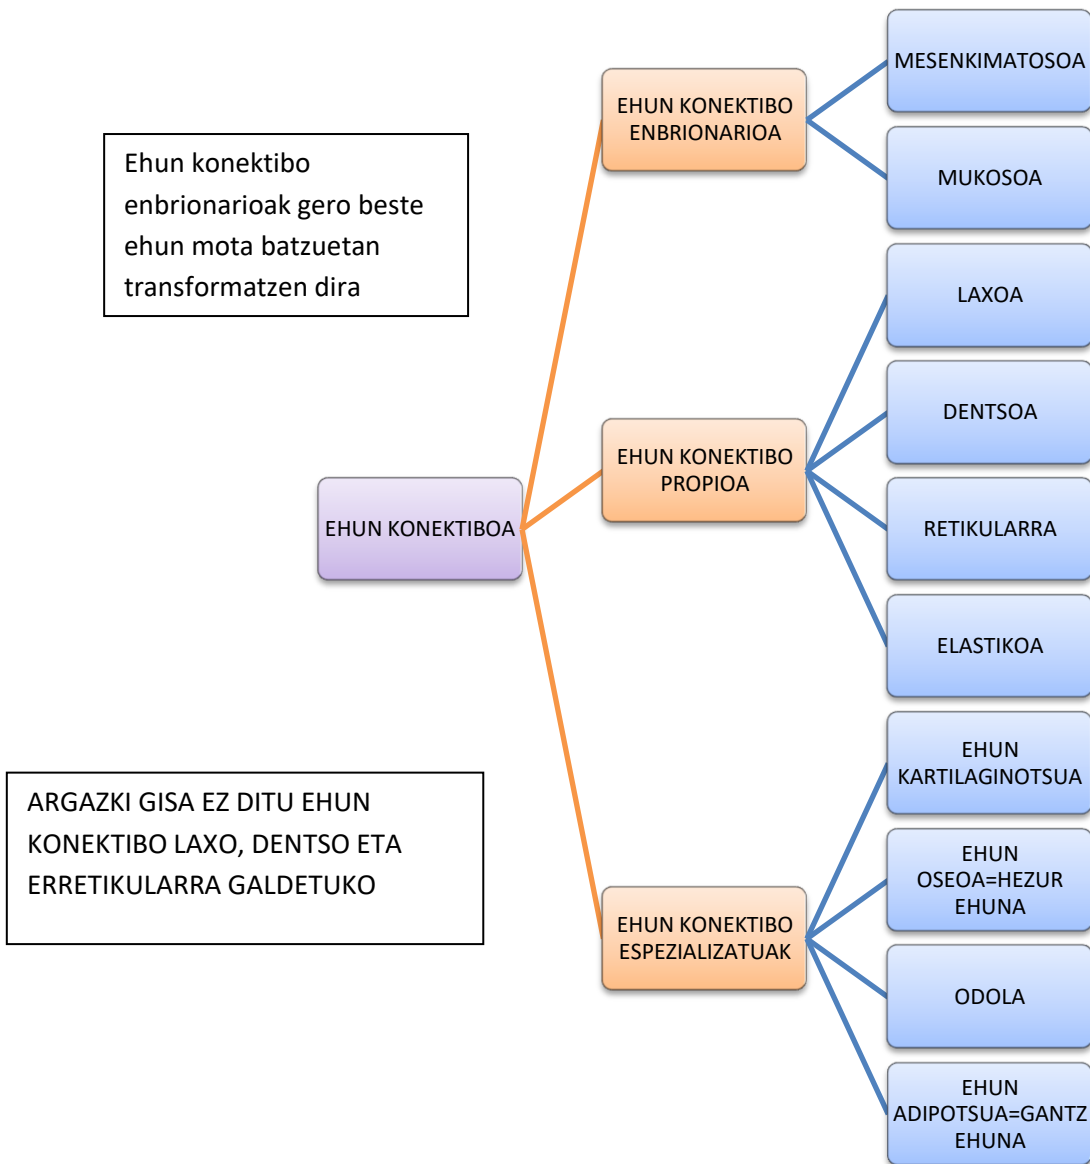 MESENKIMATOSOA
EHUN KONEKTIBO
ENBRIONARIOA
MUKOSOA
Ehun konektibo
enbrionarioak gero beste
ehun mota batzuetan
transformatzen dira
LAXOA
DENTSOA
EHUN KONEKTIBO
PROPIOA
RETIKULARRA
EHUN KONEKTIBOA
ELASTIKOA
EHUN
KARTILAGINOTSUA
ARGAZKI GISA EZ DITU EHUN
KONEKTIBO LAXO, DENTSO ETA
ERRETIKULARRA GALDETUKO
EHUN
OSEOA=HEZUR
EHUNA
EHUN KONEKTIBO
ESPEZIALIZATUAK
ODOLA
EHUN
ADIPOTSUA=GANTZ
EHUNA